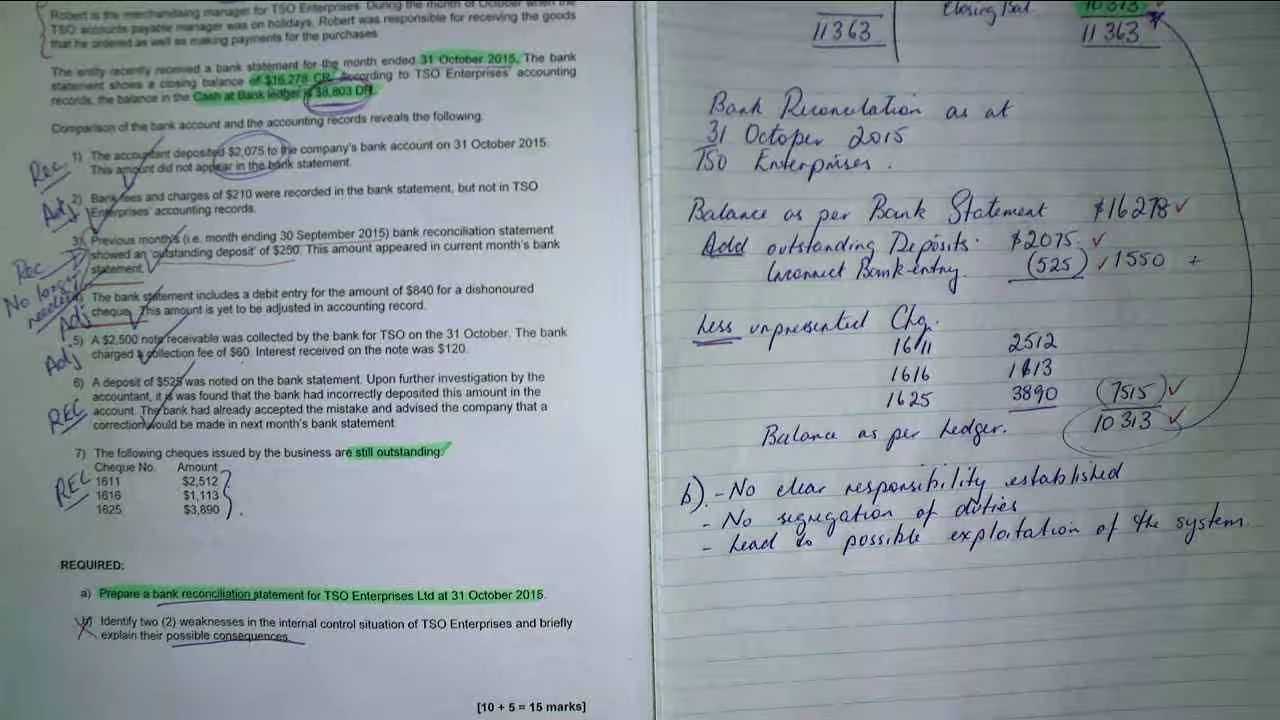 Robert is the merchandising manager for TSO Enterprises. During the month of October when the
TSO accounts payable manager was on holidays. Robert was responsible for receiving the goods
that he ordered as well as making payments for the purchases.
The entity recently received a bank statement for the month ended 31 October 2015. The bank
statement shows a closing balance of $16,278 CR. According to TSO Enterprises' accounting
records, the balance in the Cash at Bank ledger is $8,803 DR.
Comparison of the bank account and the accounting records reveals the following:
Rec
1) The accountant deposited $2,075 to the company's bank account on 31 October 2015.
This amount did not appear in the bank statement.
Adj
2) Bank fees and charges of $210 were recorded in the bank statement, but not in TSO
Enterprises' accounting records.
Rec
No longer
needed
3) Previous month's (i.e. month ending 30 September 2015) bank reconciliation statement
showed an 'outstanding deposit' of $250. This amount appeared in current month's bank
statement.
Adj
The bank statement includes a debit entry for the amount of $840 for a dishonoured
cheque. This amount is yet to be adjusted in accounting record.
Adj
5) A $2,500 note receivable was collected by the bank for TSO on the 31 October. The bank
charged a collection fee of $60. Interest received on the note was $120.
REC
6) A deposit of $525 was noted on the bank statement. Upon further investigation by the
accountant, it is was found that the bank had incorrectly deposited this amount in the
account. The bank had already accepted the mistake and advised the company that a
correction would be made in next month's bank statement
REC
7) The following cheques issued by the business are still outstanding:
Cheque No. Amount
1611 $2,512
1616 $1,113
1625 $3,890
REQUIRED:
a) Prepare a bank reconciliation statement for TSO Enterprises Ltd at 31 October 2015.
b) Identify two (2) weaknesses in the internal control situation of TSO Enterprises and briefly
explain their possible consequences.
[10 + 5 = 15 marks]
Closing Bal. 10313
11 363 11 363
Bank Reconciliation as at
31 October 2015
TSO Enterprises.
Balance as per Bank Statement $16278
Add outstanding Deposits: $2075
Incorrect Bank entry. (525) 1550 +
Less unpresented Chq.
1611 2512
1616 1113
1625 3890 (7515)
Balance as per Ledger. 10 313
b). - No clear responsibility established
- No segregation of duties
- Lead to possible exploitation of the system